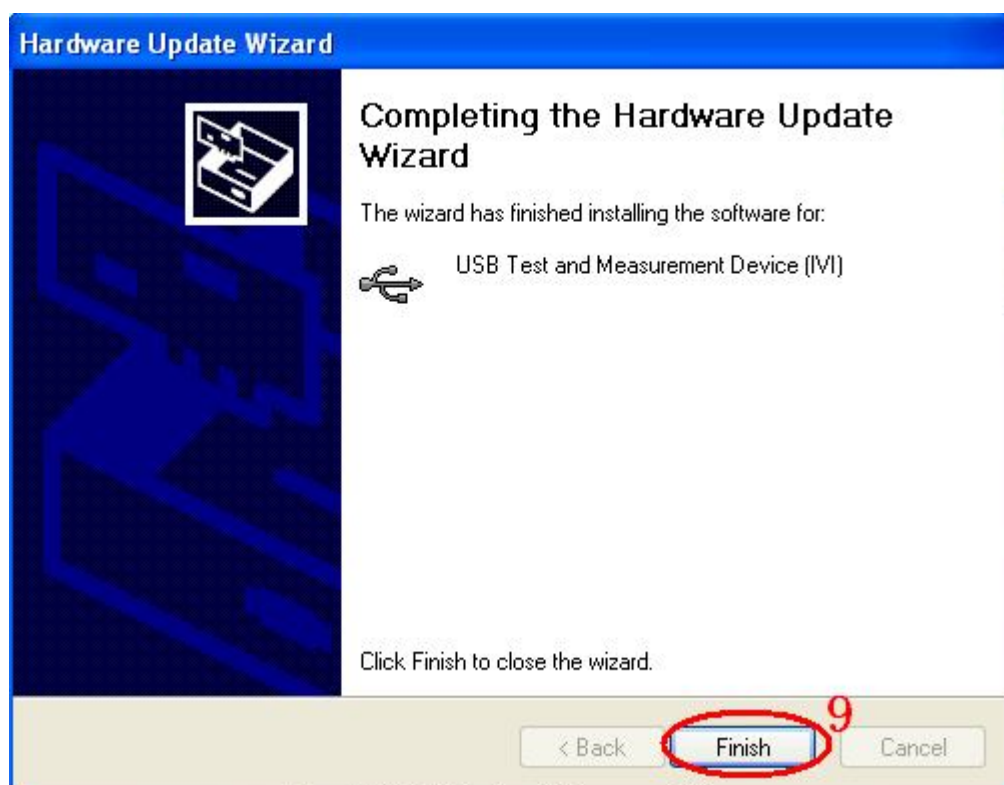 Hardware Update Wizard
Completing the Hardware Update
Wizard
The wizard has finished installing the software for:
USB Test and Measurement Device (IVI)
Click Finish to close the wizard.
9
< Back Finish Cancel